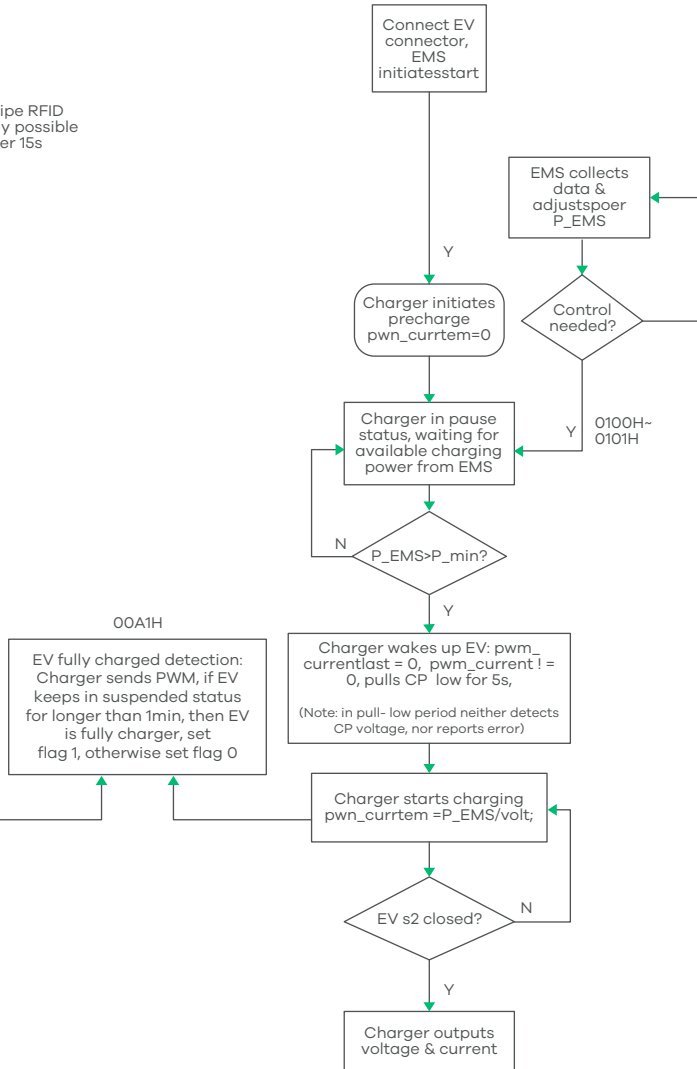 Connect EV
connector,
EMS
initiatesstart
ipe RFID
y possible
er 15s
EMS collects
data &
adjustspoer
P_EMS
Y
Charger initiates
precharge
pwn_currtem=0
Control
needed?
Charger in pause
status, waiting for
available charging
power from EMS
Y
0100H~
0101H
N
P_EMS>P_min?
Y
00A1H
EV fully charged detection:
Charger sends PWM, if EV
keeps in suspended status
for longer than 1min, then EV
is fully charger, set
flag 1, otherwise set flag 0
Charger wakes up EV: pwm_
currentlast = 0,  pwm_current ! =
0, pulls CP  low for 5s,
(Note: in pull- low period neither detects
CP voltage, nor reports error)
Charger starts charging
pwn_currtem =P_EMS/volt;
EV s2 closed?
N
Y
Charger outputs
voltage & current